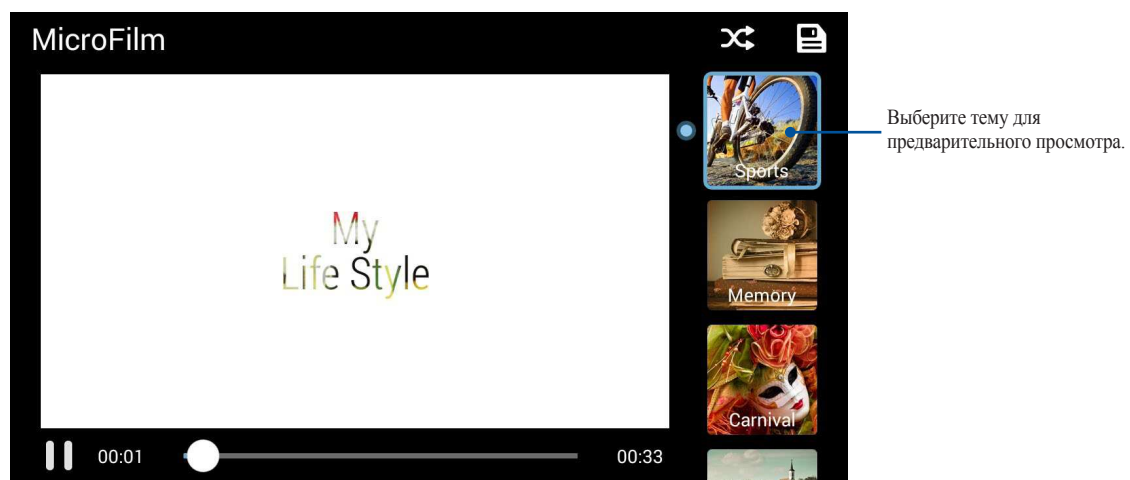 MicroFilm
My
Life Style
Sports
Memory
Carnival
00:01
00:33
Выберите тему для
предварительного просмотра.